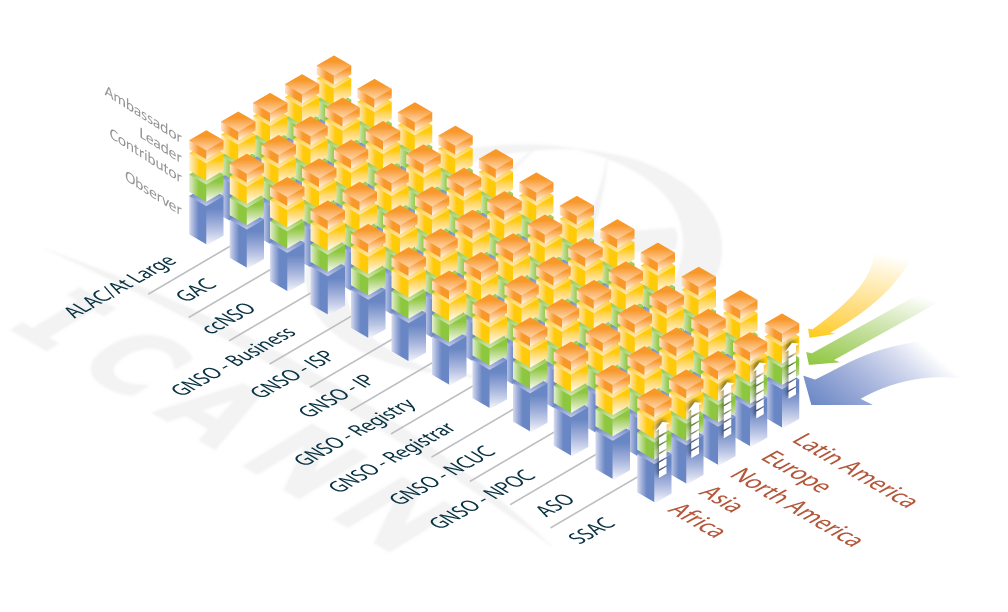 Ambassador
Leader
Contributor
Observer
ALAC/At Large
GAC
ccNSO
GNSO - Business
GNSO - ISP
GNSO - IP
GNSO - Registry
GNSO - Registrar
GNSO - NCUC
GNSO - NPOC
ASO
SSAC
Latin America
Europe
North America
Asia
Africa
ICANN